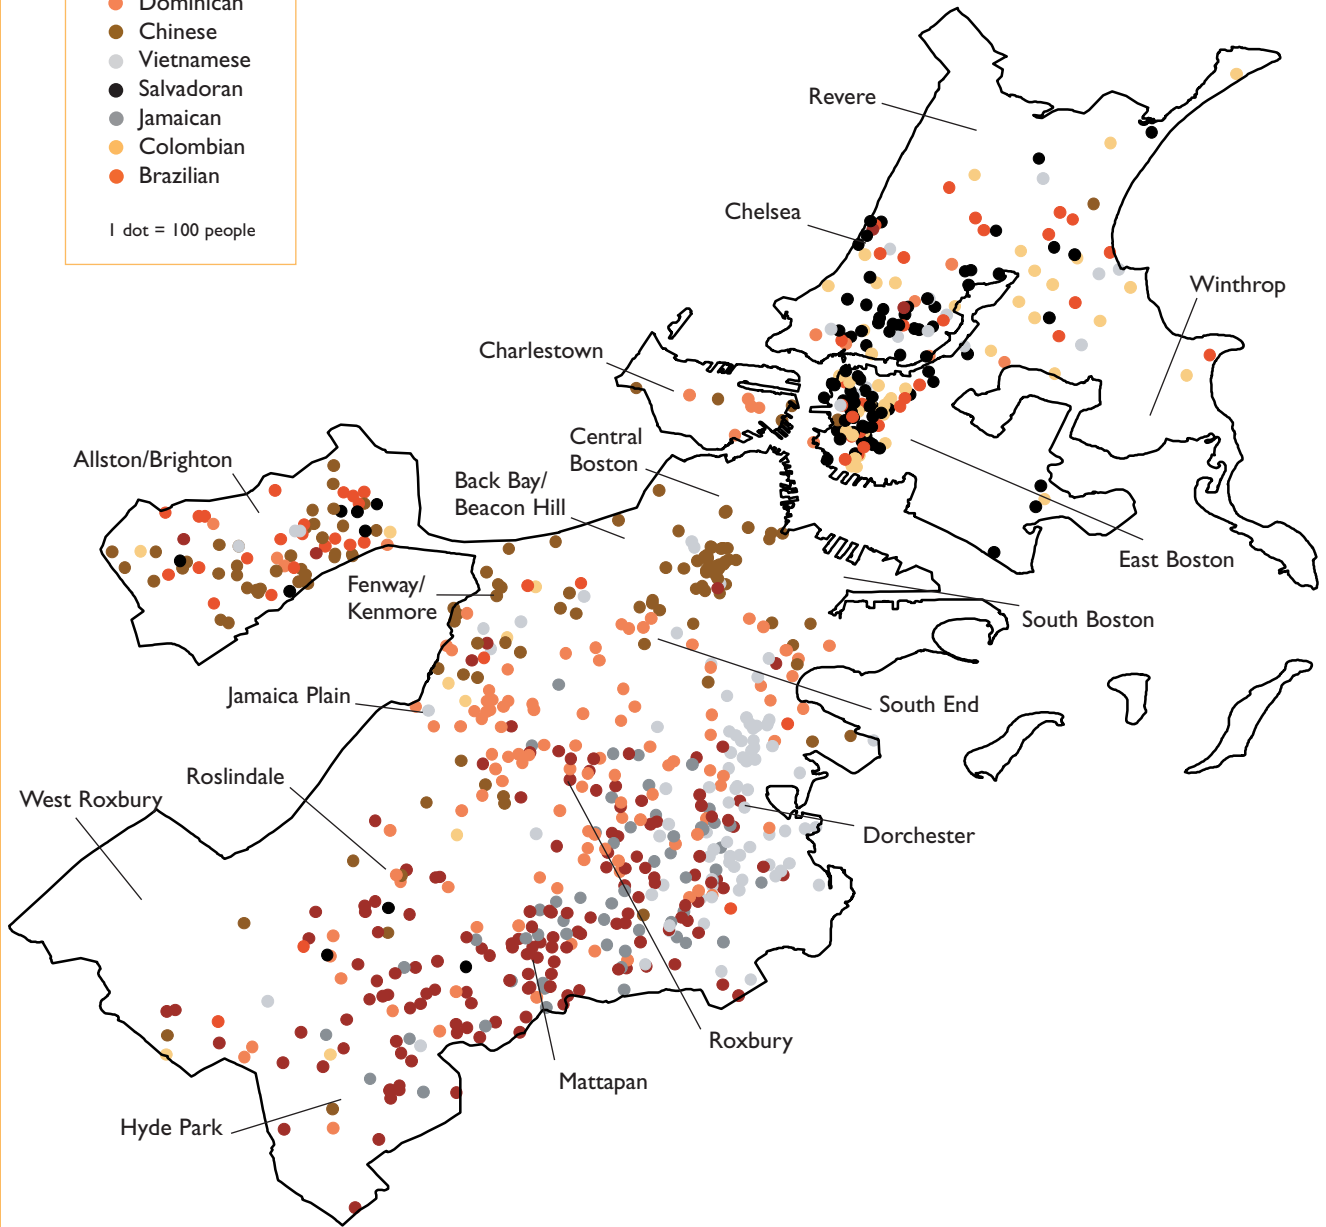 Dominican
Chinese
Vietnamese
Salvadoran
Jamaican
Colombian
Brazilian
1 dot = 100 people
Revere
Chelsea
Winthrop
Charlestown
Central
Boston
Allston/Brighton
Back Bay/
Beacon Hill
East Boston
Fenway/
Kenmore
South Boston
Jamaica Plain
South End
Roslindale
West Roxbury
Dorchester
Roxbury
Mattapan
Hyde Park